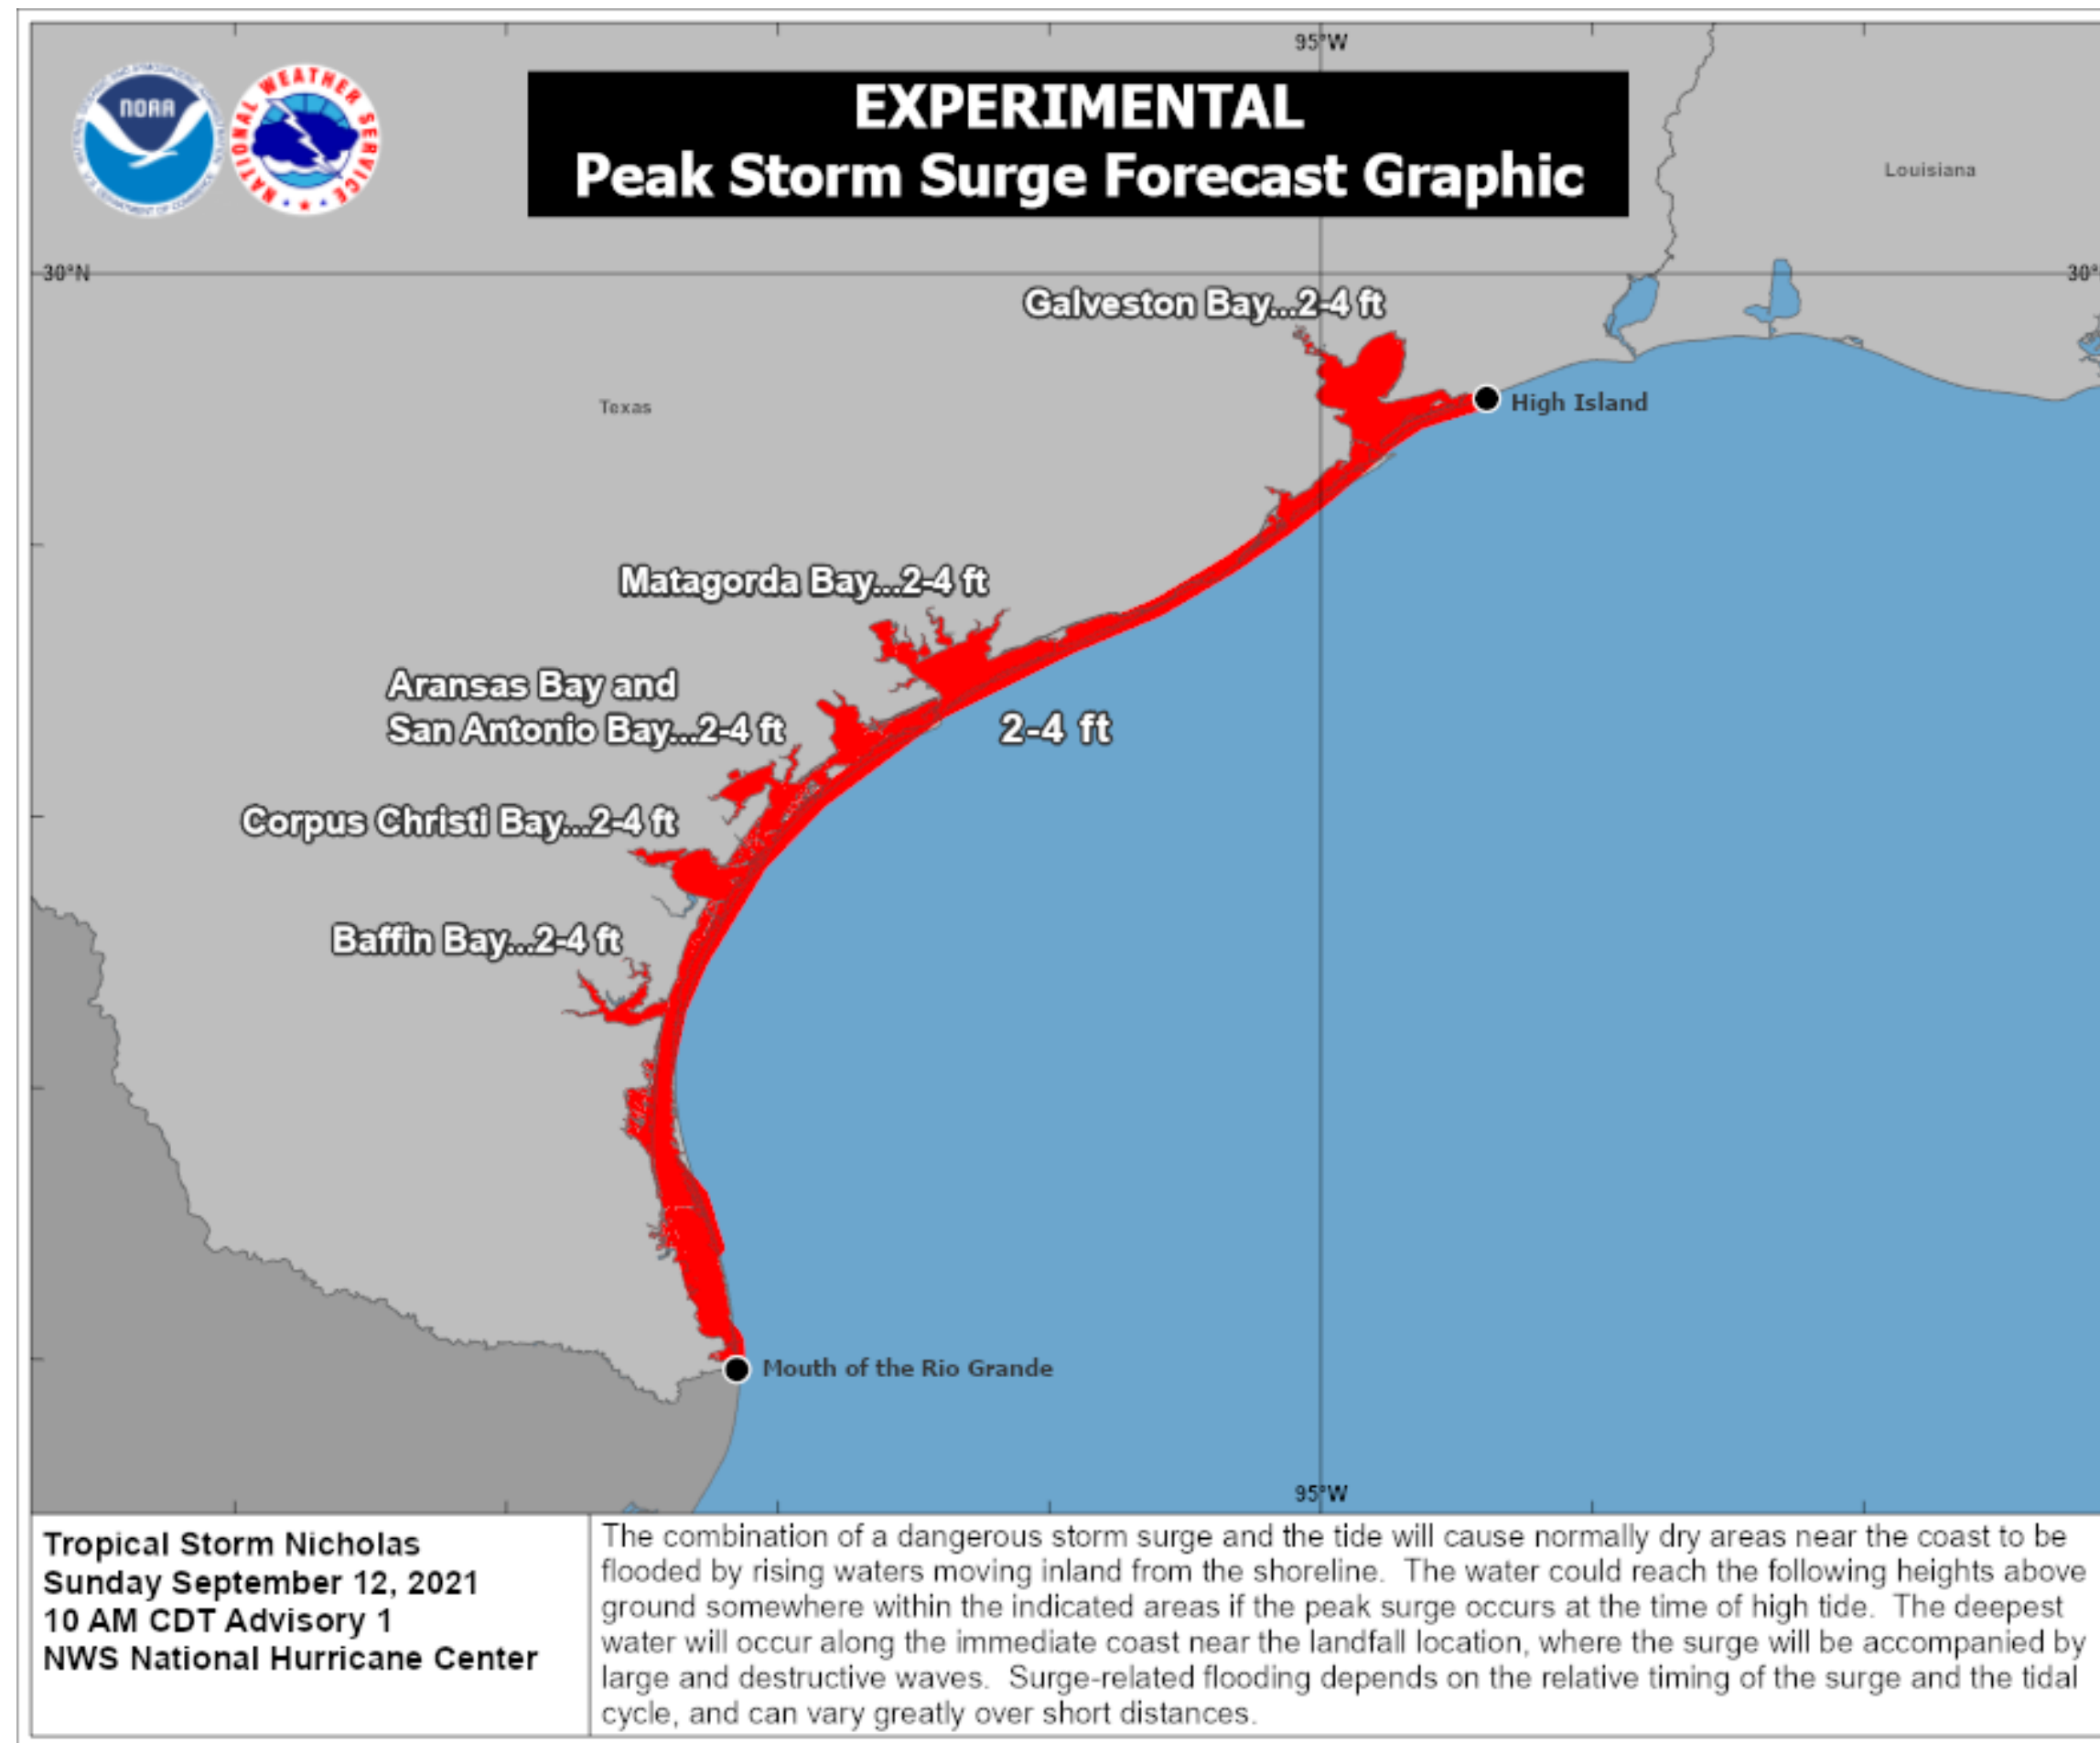 95°W
NOAA
NATIONAL WEATHER SERVICE
EXPERIMENTAL
Peak Storm Surge Forecast Graphic
Louisiana
30°N
30°
Galveston Bay...2-4 ft
Texas
High Island
Matagorda Bay...2-4 ft
Aransas Bay and
San Antonio Bay...2-4 ft
2-4 ft
Corpus Christi Bay...2-4 ft
Baffin Bay...2-4 ft
Mouth of the Rio Grande
95°W
Tropical Storm Nicholas
Sunday September 12, 2021
10 AM CDT Advisory 1
NWS National Hurricane Center
The combination of a dangerous storm surge and the tide will cause normally dry areas near the coast to be
flooded by rising waters moving inland from the shoreline.  The water could reach the following heights above
ground somewhere within the indicated areas if the peak surge occurs at the time of high tide.  The deepest
water will occur along the immediate coast near the landfall location, where the surge will be accompanied by
large and destructive waves.  Surge-related flooding depends on the relative timing of the surge and the tidal
cycle, and can vary greatly over short distances.